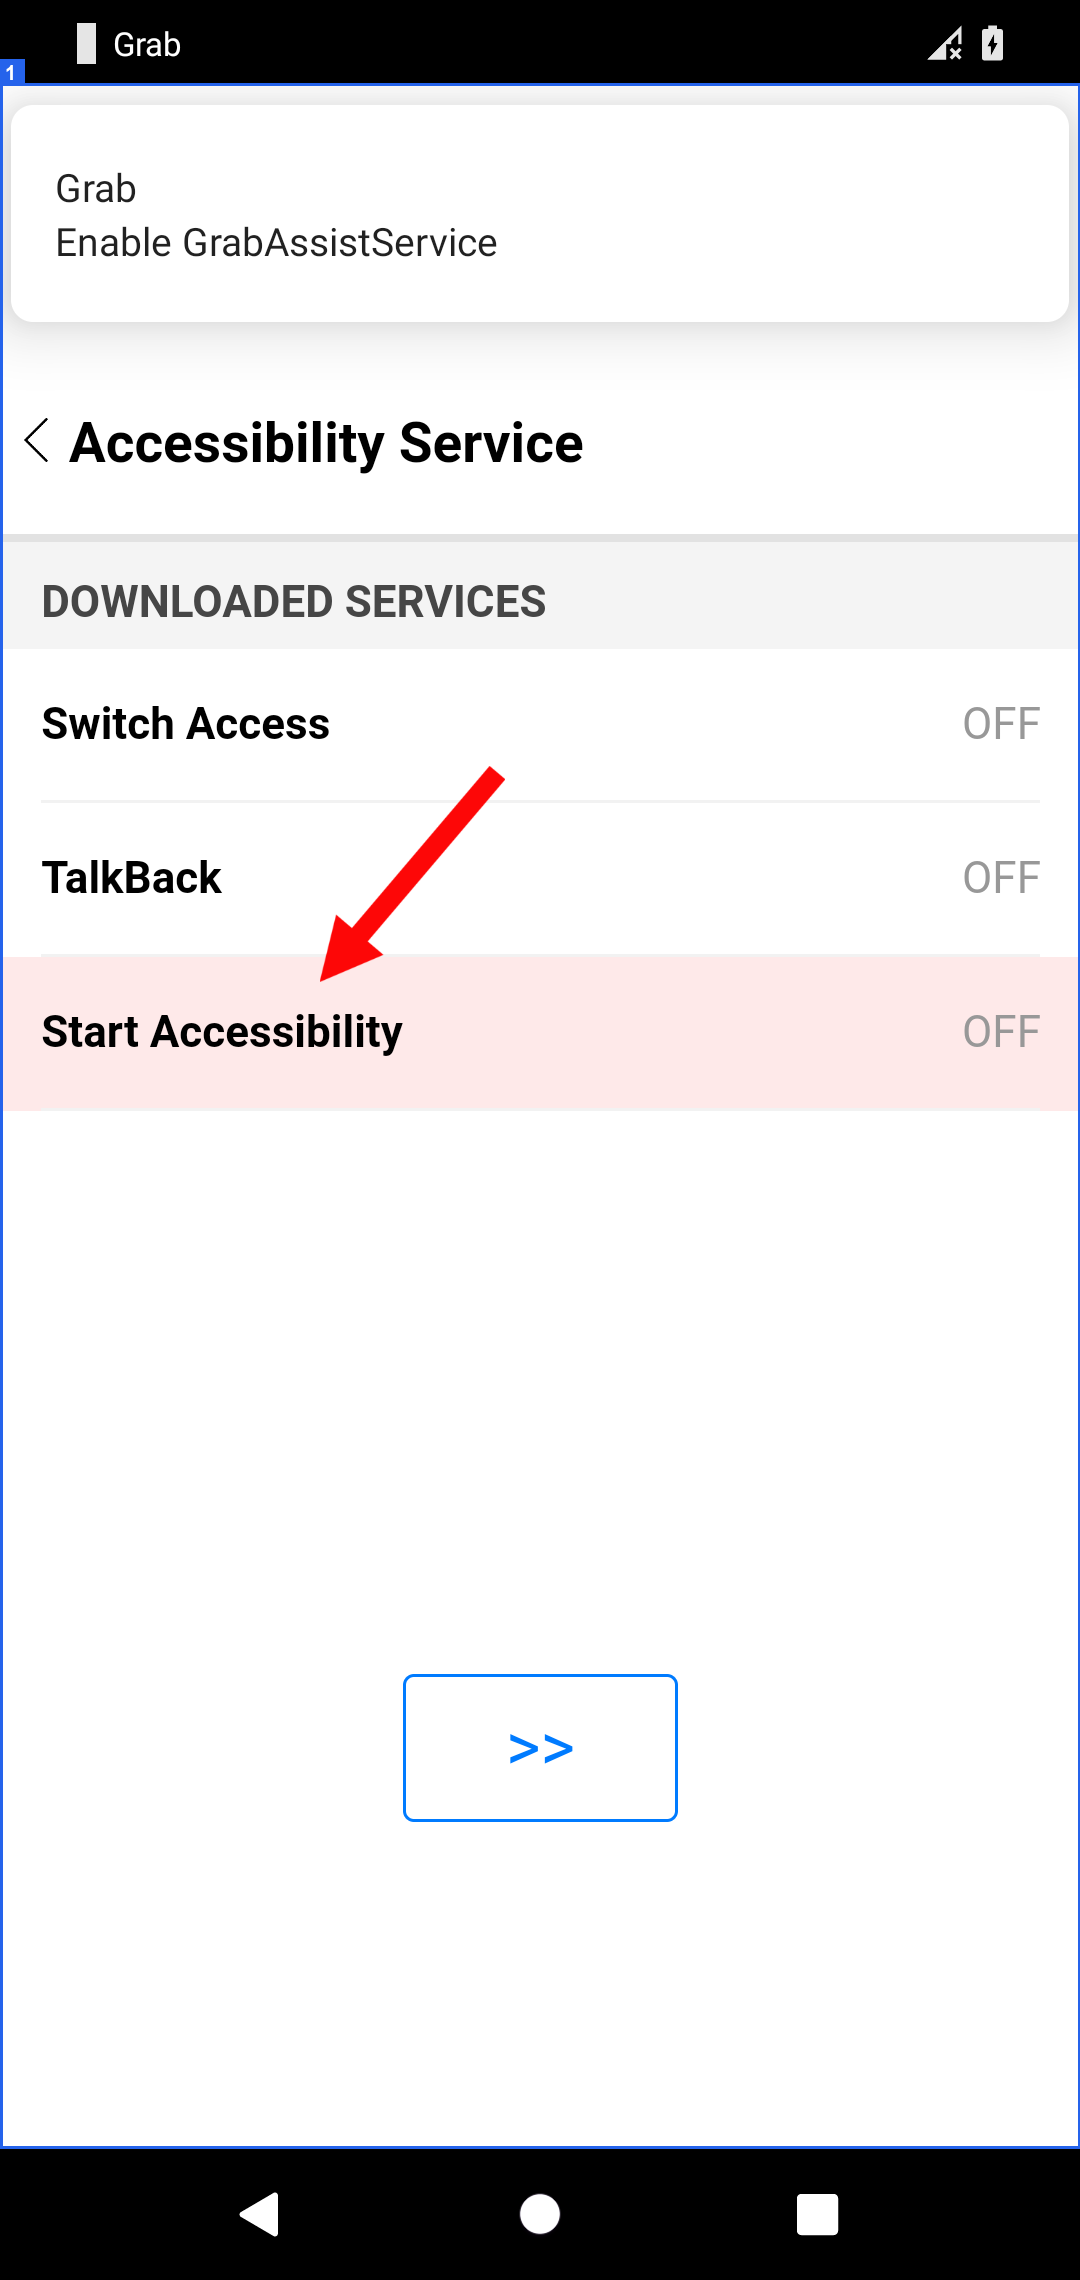 Grab
1
Grab
Enable GrabAssistService
Accessibility Service
DOWNLOADED SERVICES
Switch Access OFF
TalkBack OFF
Start Accessibility OFF
>>